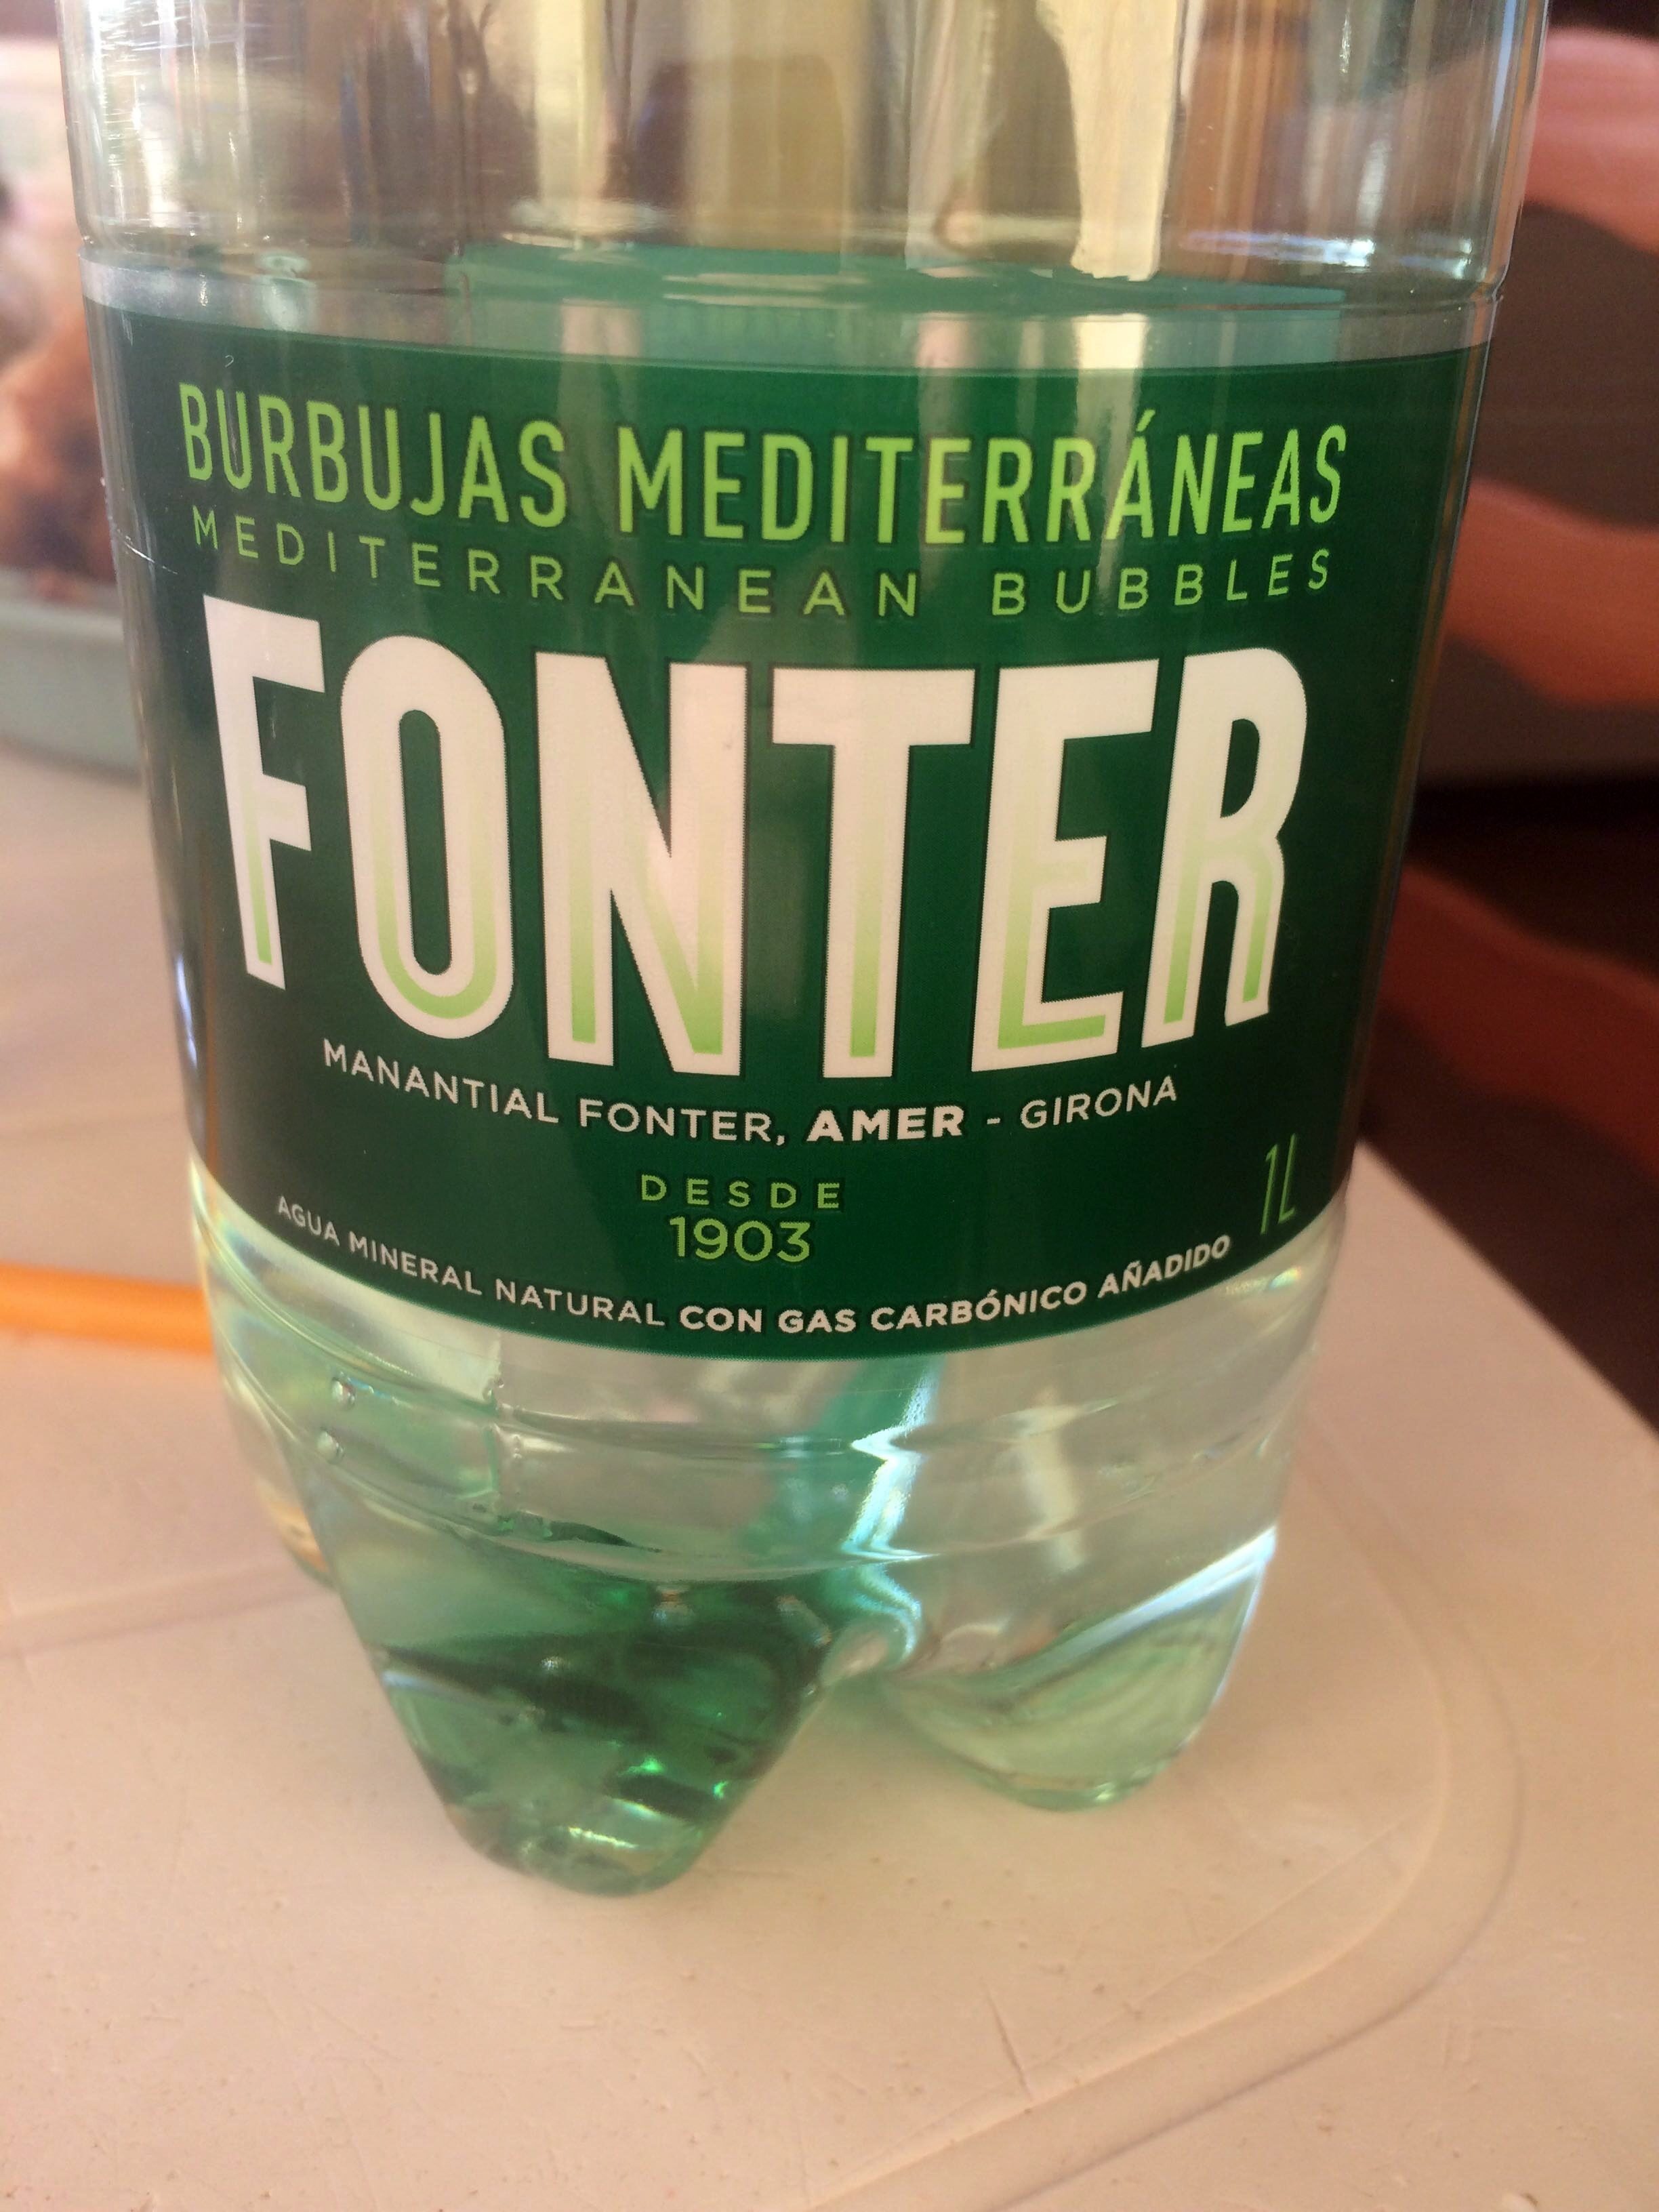 BURBUJAS MEDITERRÁNEAS
MEDITERRANEAN BUBBLES
FONTER
MANANTIAL FONTER, AMER - GIRONA
DESDE
1903
1L
AGUA MINERAL NATURAL CON GAS CARBÓNICO AÑADIDO